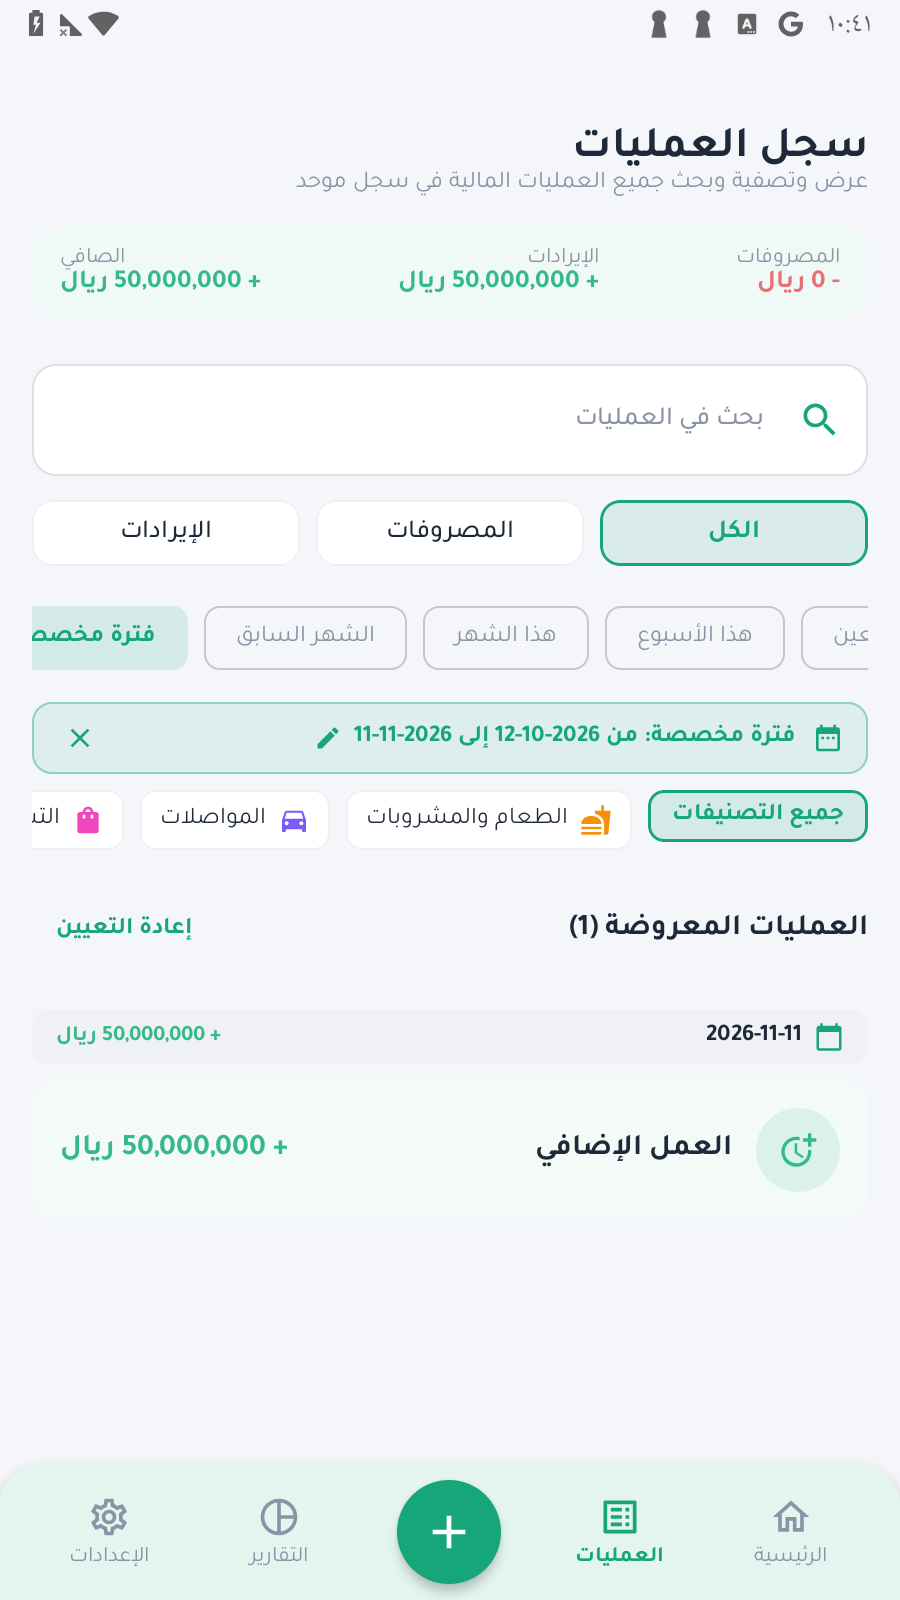 ١٠:٤١
سجل العمليات
عرض وتصفية وبحث جميع العمليات المالية في سجل موحد
المصروفات
- 0 ريال
الإيرادات
+ 50,000,000 ريال
الصافي
+ 50,000,000 ريال
بحث في العمليات
الكل
المصروفات
الإيرادات
هذا الأسبوع
هذا الشهر
الشهر السابق
فترة مخصص
فترة مخصصة: من 2026-10-12 إلى 2026-11-11
جميع التصنيفات
الطعام والمشروبات
المواصلات
العمليات المعروضة (1)
إعادة التعيين
2026-11-11
+ 50,000,000 ريال
العمل الإضافي
+ 50,000,000 ريال
الرئيسية
العمليات
التقارير
الإعدادات